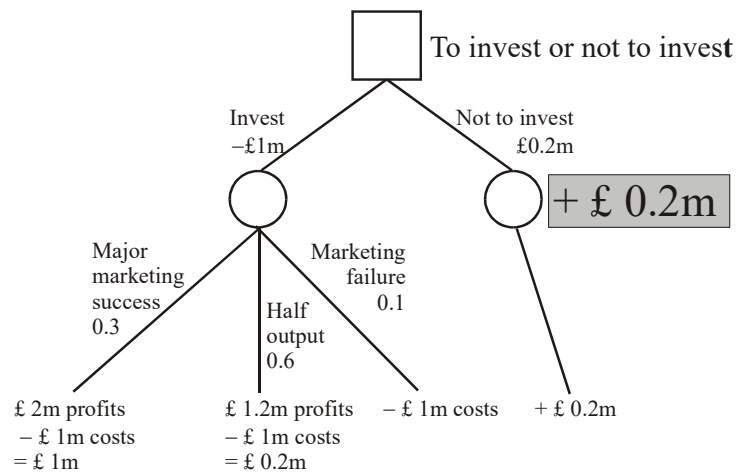 To invest or not to invest
Invest
–£1m
Not to invest
£0.2m
+ £ 0.2m
Major
marketing
success
0.3
Half
output
0.6
Marketing
failure
0.1
£ 2m profits
– £ 1m costs
= £ 1m
£ 1.2m profits
– £ 1m costs
= £ 0.2m
– £ 1m costs
+ £ 0.2m